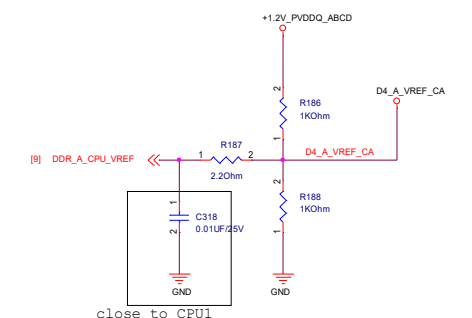 +1.2V_PVDDQ_ABCD
D4_A_VREF_CA
2
R186
1KOhm
1
R187
[9] DDR_A_CPU_VREF
1
2
D4_A_VREF_CA
2.2Ohm
2
R188
1KOhm
1
1
C318
0.01UF/25V
2
GND
GND
close to CPU1